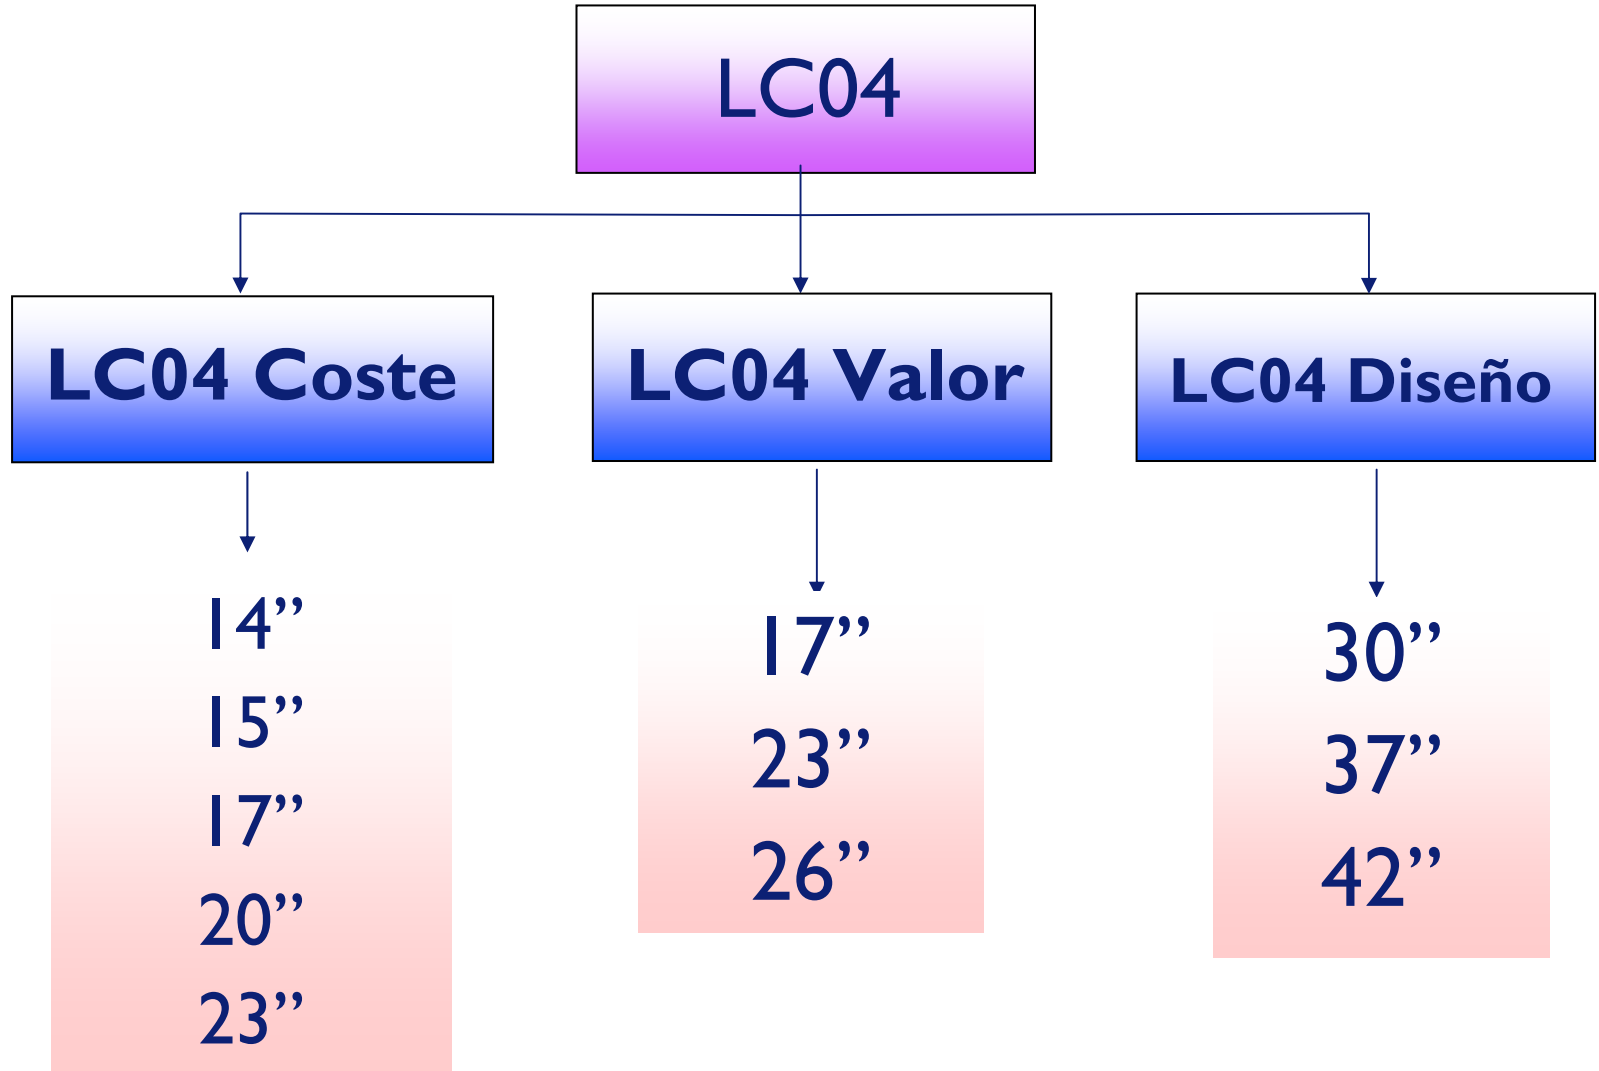 LC04
LC04 Coste
LC04 Valor
LC04 Diseño
14’’
15’’
17’’
20’’
23’’
17’’
23’’
26’’
30’’
37’’
42’’